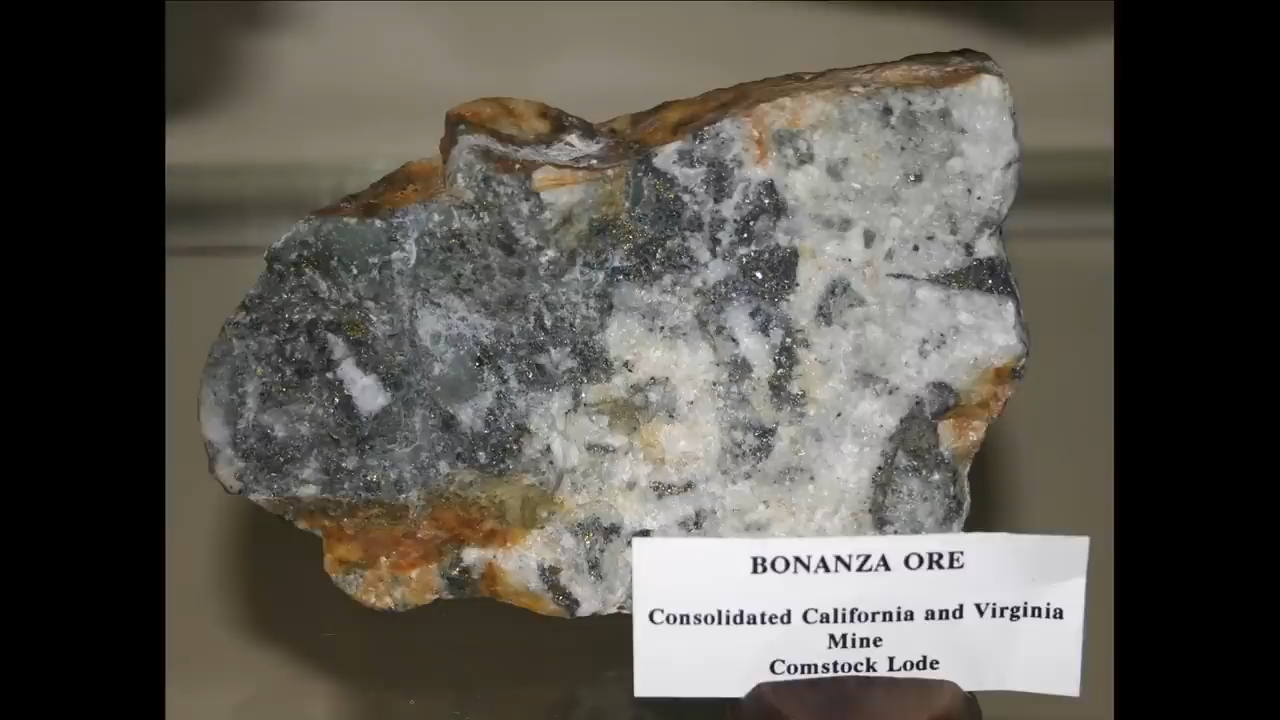 BONANZA ORE
Consolidated California and Virginia
Mine
Comstock Lode